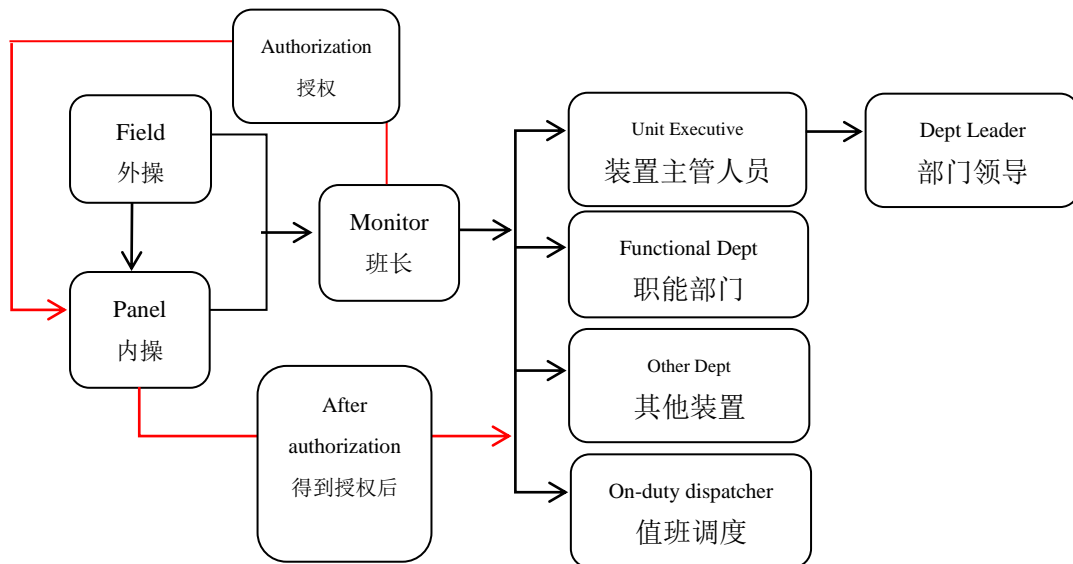 Authorization
授权
Field
外操
Unit Executive
装置主管人员
Dept Leader
部门领导
Monitor
班长
Functional Dept
职能部门
Panel
内操
Other Dept
其他装置
After
authorization
得到授权后
On-duty dispatcher
值班调度